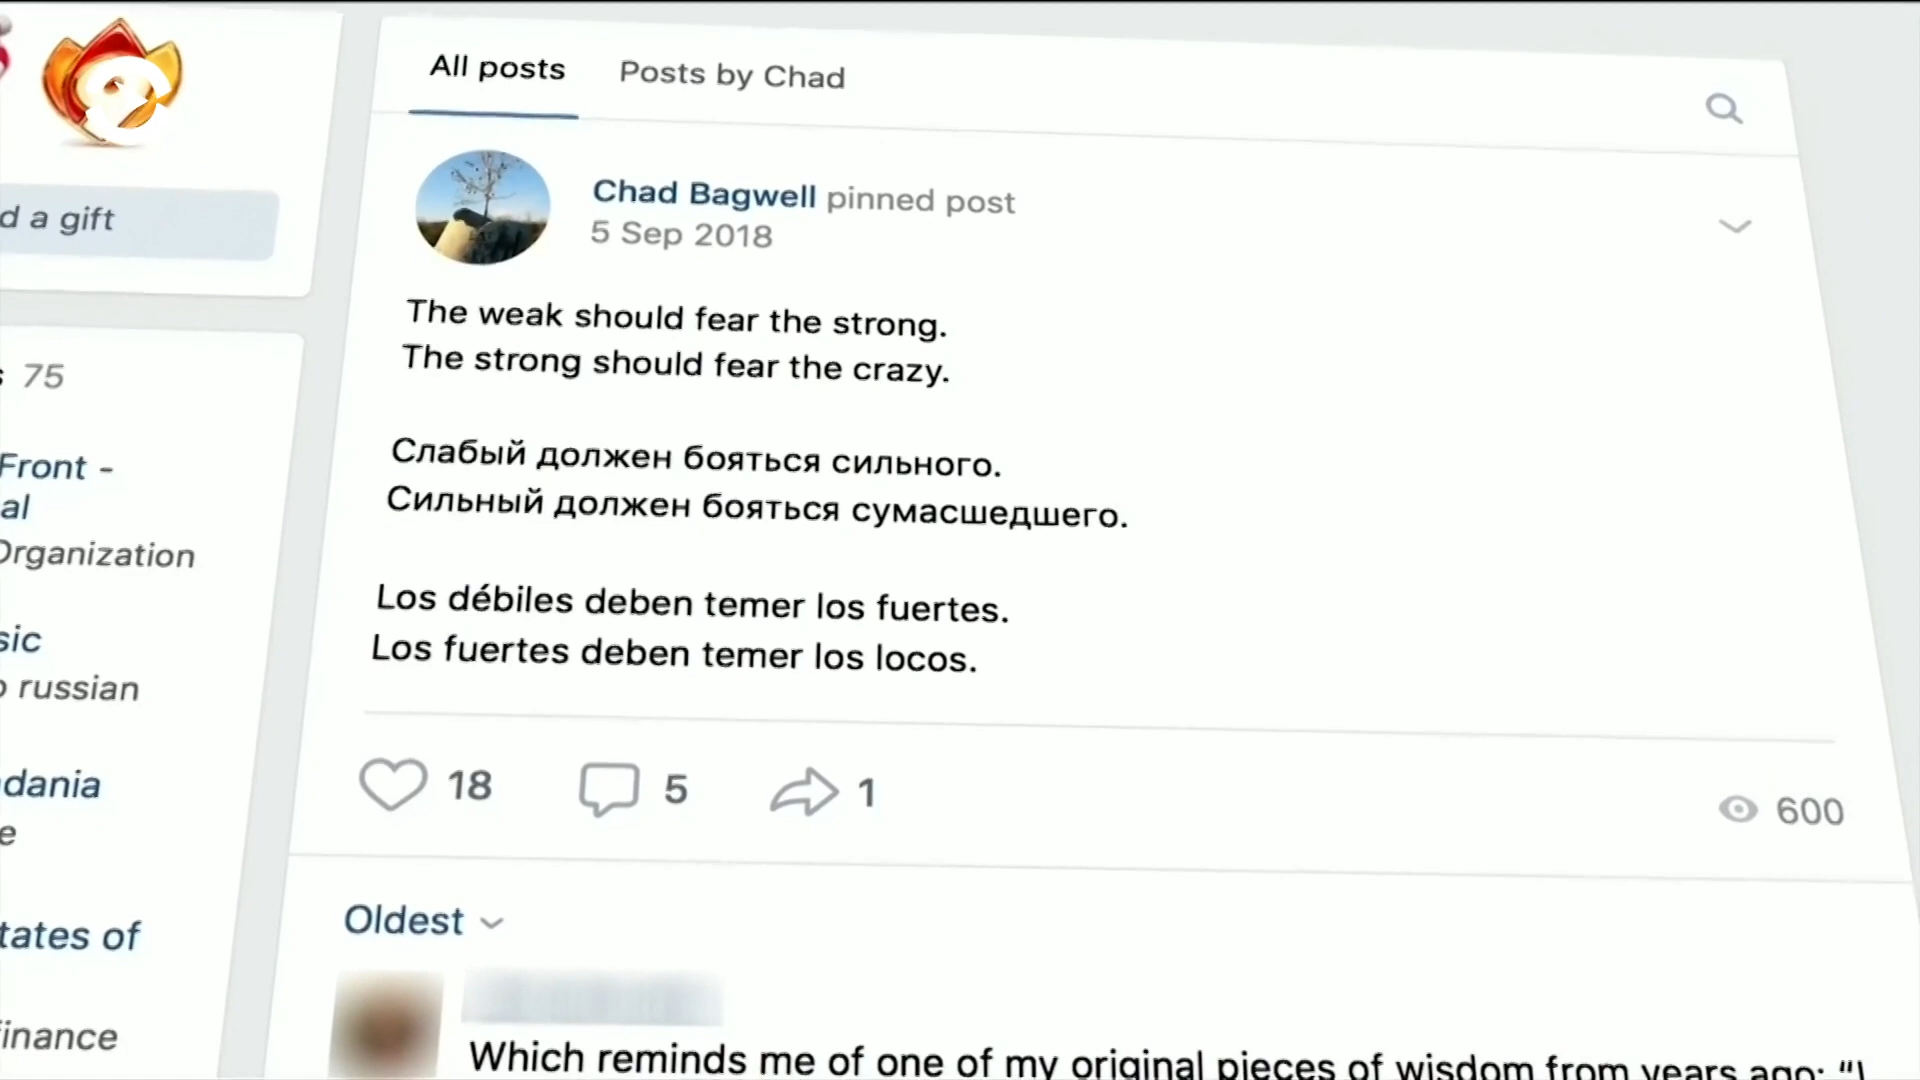 All posts
Posts by Chad
d a gift
Chad Bagwell pinned post
5 Sep 2018
The weak should fear the strong.
The strong should fear the crazy.
Слабый должен бояться сильного.
Сильный должен бояться сумасшедшего.
Los débiles deben temer los fuertes.
Los fuertes deben temer los locos.
18
5
1
600
Oldest
Which reminds me of one of my original pieces of wisdom from years ago: “I
75
Front -
al
Organization
sic
russian
dania
e
tates of
inance